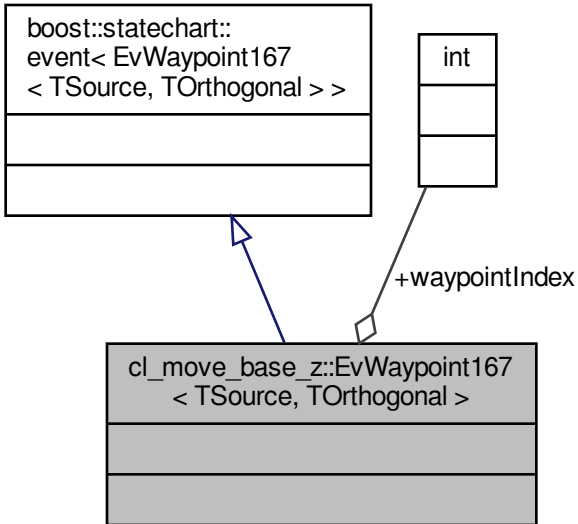 boost::statechart::
event< EvWaypoint167
< TSource, TOrthogonal > >
int
+waypointIndex
cl_move_base_z::EvWaypoint167
< TSource, TOrthogonal >